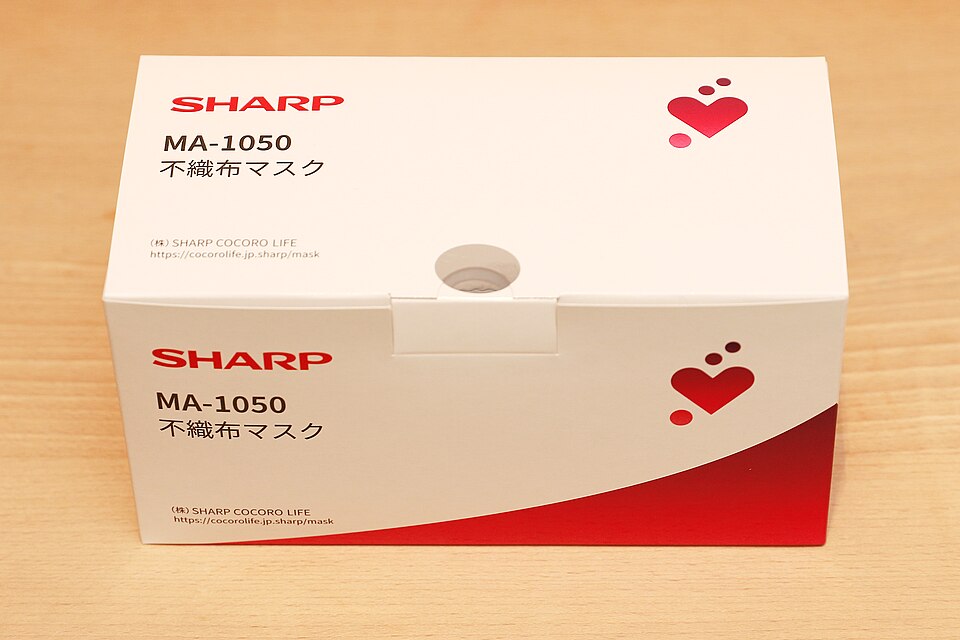 SHARP
MA-1050
不織布マスク
(株) SHARP COCORO LIFE
https://cocorolife.jp.sharp/mask
SHARP
MA-1050
不織布マスク
(株) SHARP COCORO LIFE
https://cocorolife.jp.sharp/mask